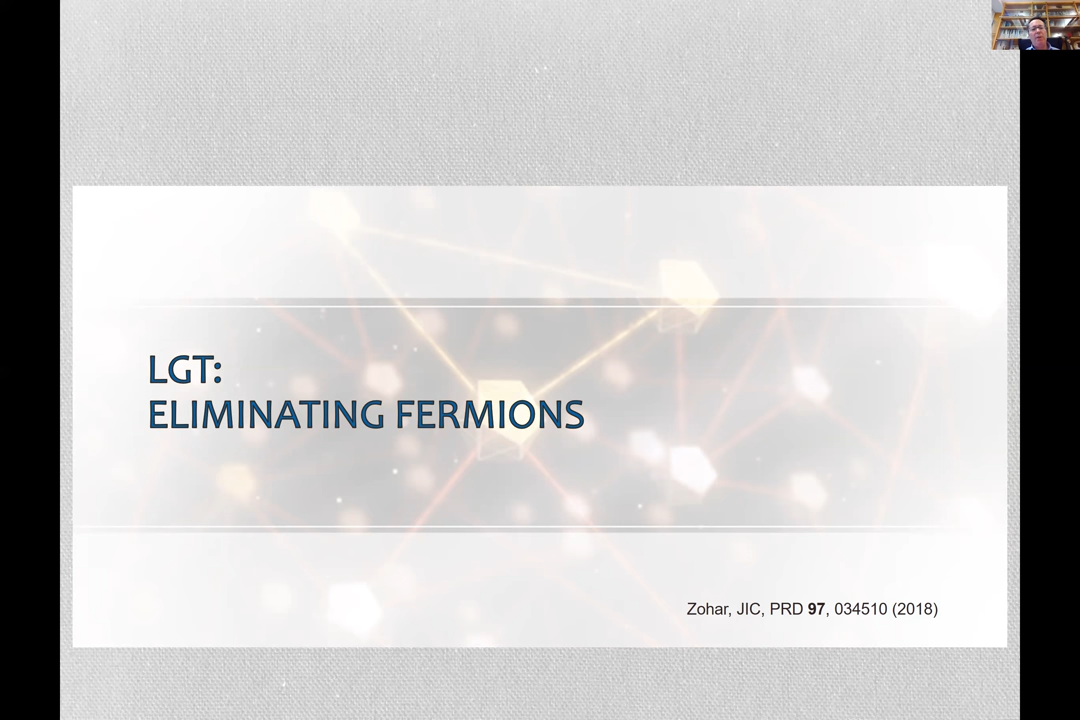 LGT:
ELIMINATING FERMIONS
Zohar, JIC, PRD 97, 034510 (2018)